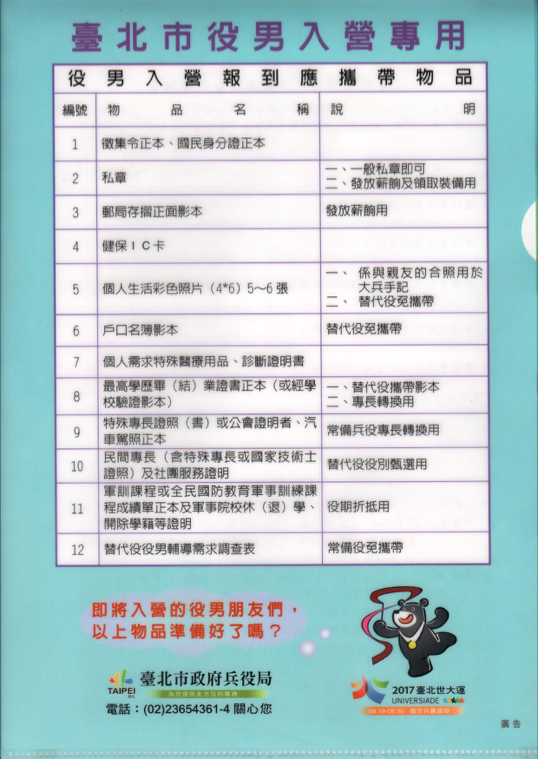 臺北市役男入營專用
役男入營報到應攜帶物品
編號 物品名稱 說明
1 徵集令正本、國民身分證正本
2 私章 一、一般私章即可
二、發放薪餉及領取裝備用
3 郵局存摺正面影本 發放薪餉用
4 健保IC卡
5 個人生活彩色照片（4*6）5～6張 一、係與親友的合照用於
大兵手記
二、替代役免攜帶
6 戶口名簿影本 替代役免攜帶
7 個人需求特殊醫療用品、診斷證明書
8 最高學歷畢（結）業證書正本（或經學 一、替代役攜帶影本
校驗證影本） 二、專長轉換用
9 特殊專長證照（書）或公會證明者、汽 常備兵役專長轉換用
車駕照正本
10 民間專長（含特殊專長或國家技術士 替代役役別甄選用
證照）及社團服務證明
11 軍訓課程或全民國防教育軍事訓練課 役期折抵用
程成績單正本及軍事院校休（退）學、
開除學籍等證明
12 替代役役男輔導需求調查表 常備役免攜帶
即將入營的役男朋友們，
以上物品準備好了嗎？
TAIPEI
臺北市政府兵役局
為您提供全方位的服務
電話：(02)23654361-4 關心您
2017臺北世大運
UNIVERSIADE
08.19-08.30
廣告